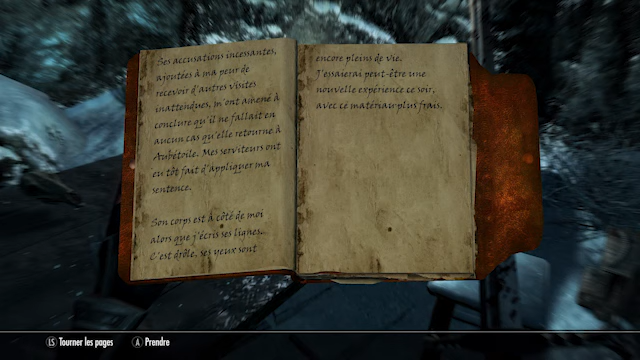 Ses accusations incessantes,
ajoutées à ma peur de
recevoir d'autres visites
inattendues, m'ont amené à
conclure qu'il ne fallait en
aucun cas qu'elle retourne à
Aubétoile. Mes serviteurs ont
eu tôt fait d'appliquer ma
sentence.
Son corps est à côté de moi
alors que j'écris ses lignes.
C'est drôle, ses yeux sont
encore pleins de vie.
J'essaierai peut-être une
nouvelle expérience ce soir,
avec ce matériau plus frais.
LS Tourner les pages
A Prendre